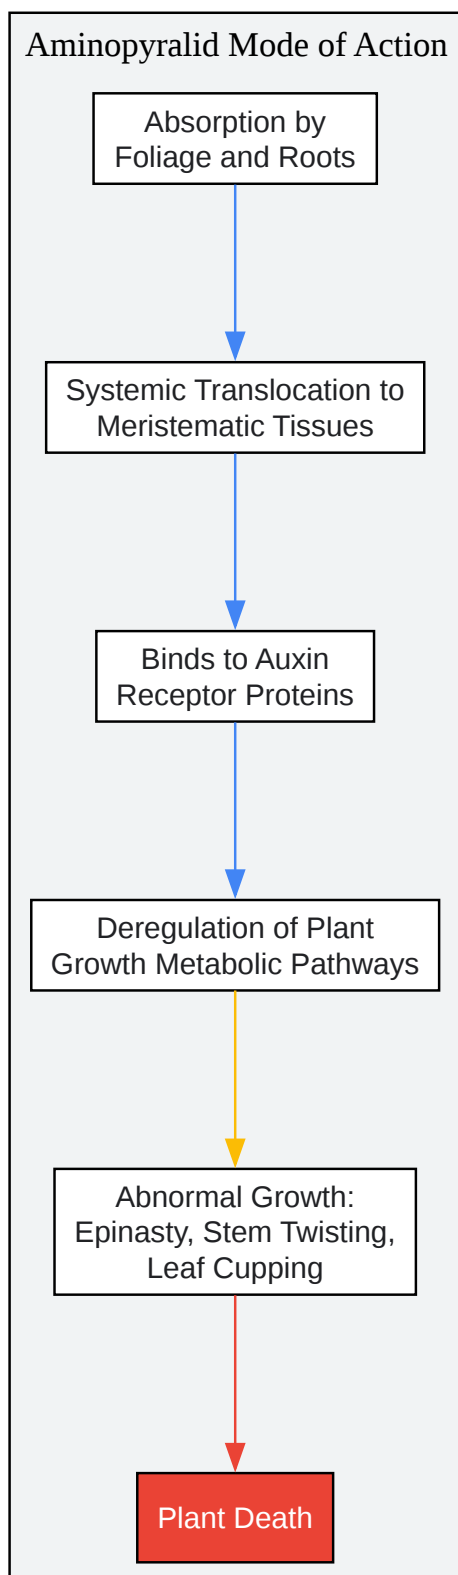 Aminopyralid Mode of Action
Absorption by
Foliage and Roots
Systemic Translocation to
Meristematic Tissues
Binds to Auxin
Receptor Proteins
Deregulation of Plant
Growth Metabolic Pathways
Abnormal Growth:
Epinasty, Stem Twisting,
Leaf Cupping
Plant Death